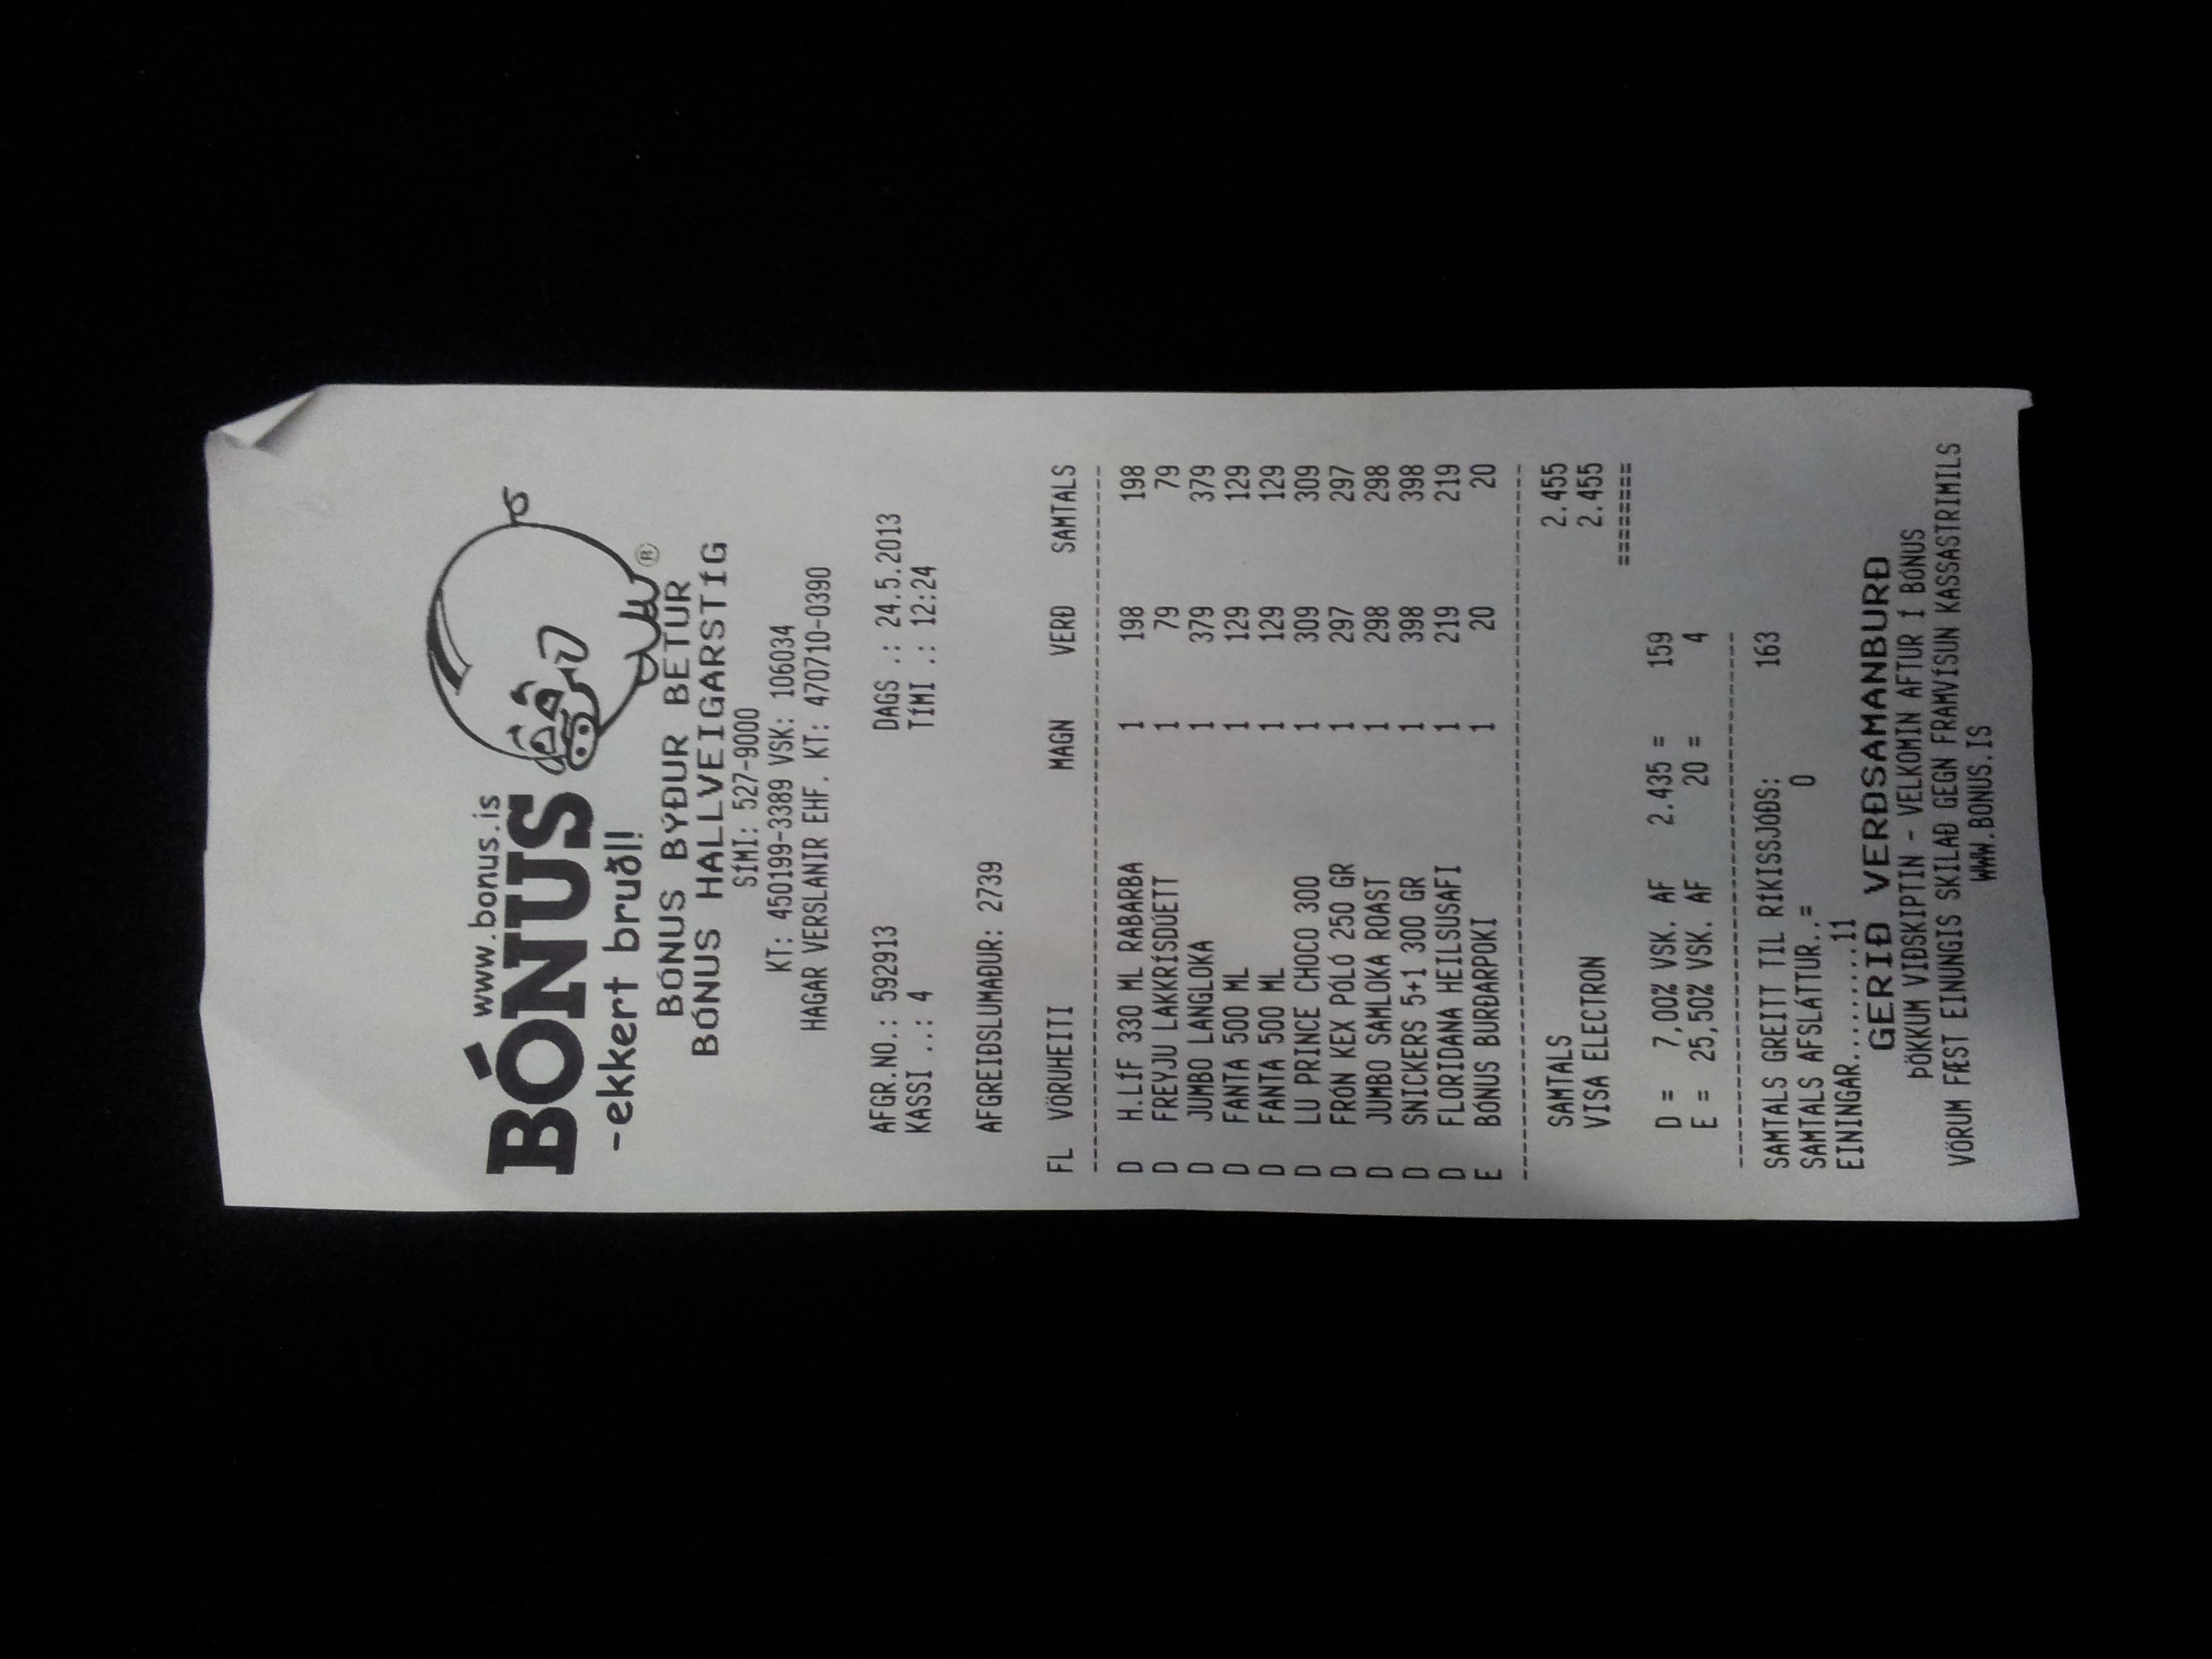 www.bonus.is
BÓNUS
-ekkert bruðl!
®
BÓNUS BÝÐUR BETUR
BÓNUS HALLVEIGARSTÍG
SÍMI: 527-9000
KT: 450199-3389 VSK: 106034
HAGAR VERSLANIR EHF. KT: 470710-0390
AFGR.NO.: 592913 DAGS .: 24.5.2013
KASSI ..: 4 TÍMI .: 12:24
AFGREIÐSLUMAÐUR: 2739
FL VÖRUHEITI MAGN VERÐ SAMTALS
D H.LÍF 330 ML RABARBA 1 198 198
D FREYJU LAKKRÍSDÚETT 1 79 79
D JUMBO LANGLOKA 1 379 379
D FANTA 500 ML 1 129 129
D FANTA 500 ML 1 129 129
D LU PRINCE CHOCO 300 1 309 309
D FRÓN KEX PÓLÓ 250 GR 1 297 297
D JUMBO SAMLOKA ROAST 1 298 298
D SNICKERS 5+1 300 GR 1 398 398
D FLORIDANA HEILSUSAFI 1 219 219
E BÓNUS BURÐARPOKI 1 20 20
SAMTALS 2.455
VISA ELECTRON 2.455
========
D = 7,00% VSK. AF 2.435 = 159
E = 25,50% VSK. AF 20 = 4
SAMTALS GREITT TIL RÍKISSJÓÐS: 163
SAMTALS AFSLÁTTUR..= 0
EININGAR.........11
GERIÐ VERÐSAMANBURÐ
ÞÖKKUM VIÐSKIPTIN - VELKOMIN AFTUR Í BÓNUS
VÖRUM FÆST EINUNGIS SKILAÐ GEGN FRAMVÍSUN KASSASTRIMILS
WWW.BONUS.IS